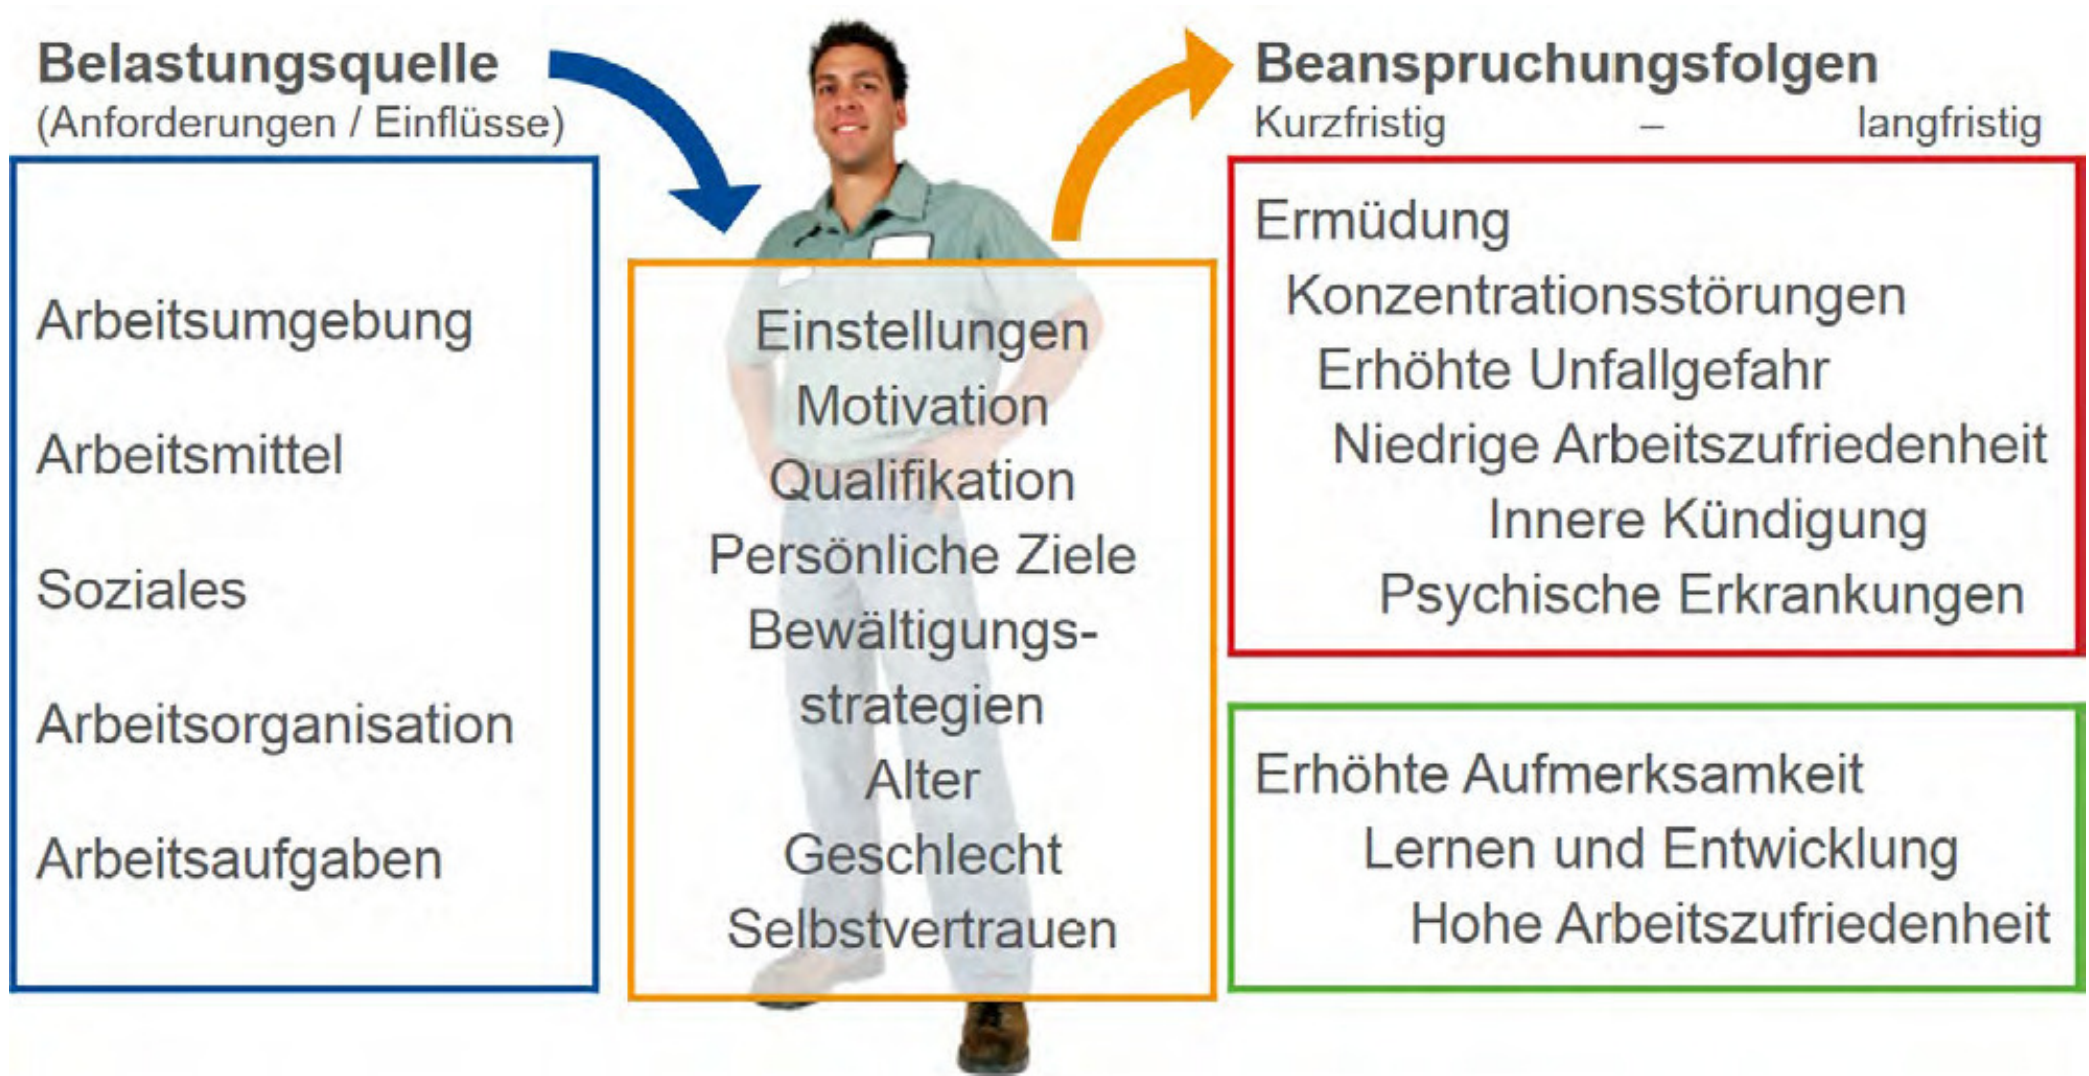 Belastungsquelle
(Anforderungen / Einflüsse)
Arbeitsumgebung
Arbeitsmittel
Soziales
Arbeitsorganisation
Arbeitsaufgaben
Einstellungen
Motivation
Qualifikation
Persönliche Ziele
Bewältigungs-
strategien
Alter
Geschlecht
Selbstvertrauen
Beanspruchungsfolgen
Kurzfristig – langfristig
Ermüdung
Konzentrationsstörungen
Erhöhte Unfallgefahr
Niedrige Arbeitszufriedenheit
Innere Kündigung
Psychische Erkrankungen
Erhöhte Aufmerksamkeit
Lernen und Entwicklung
Hohe Arbeitszufriedenheit